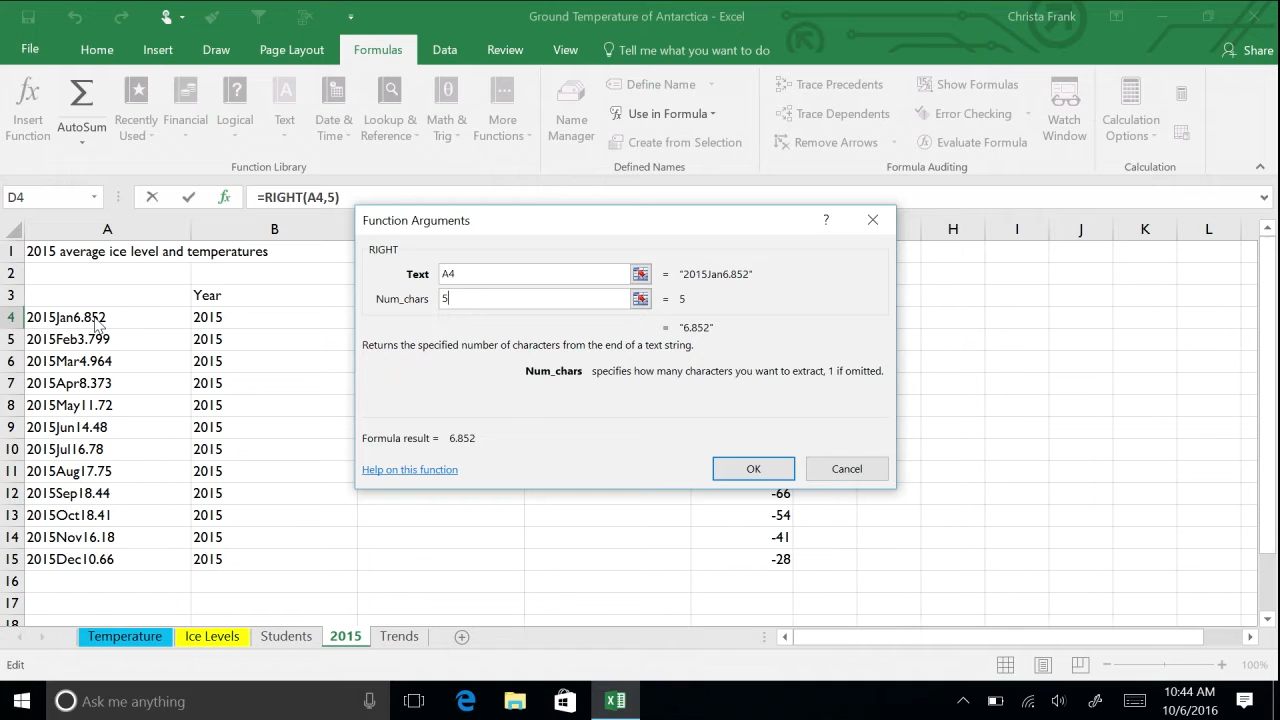 Ground Temperature of Antarctica - Excel
Christa Frank
File
Home
Insert
Draw
Page Layout
Formulas
Data
Review
View
Tell me what you want to do
Share
Insert Function
AutoSum
Recently Used
Financial
Logical
Text
Date & Time
Lookup & Reference
Math & Trig
More Functions
Function Library
Name Manager
Define Name
Use in Formula
Create from Selection
Defined Names
Trace Precedents
Trace Dependents
Remove Arrows
Show Formulas
Error Checking
Evaluate Formula
Formula Auditing
Watch Window
Calculation Options
Calculation
D4
fx
=RIGHT(A4,5)
A B H I J K L
1 2015 average ice level and temperatures
2
3 Year
4 2015Jan6.852 2015
5 2015Feb3.799 2015
6 2015Mar4.964 2015
7 2015Apr8.373 2015
8 2015May11.72 2015
9 2015Jun14.48 2015
10 2015Jul16.78 2015
11 2015Aug17.75 2015
12 2015Sep18.44 2015 -66
13 2015Oct18.41 2015 -54
14 2015Nov16.18 2015 -41
15 2015Dec10.66 2015 -28
16
17
18
Function Arguments
?
RIGHT
Text A4 = "2015Jan6.852"
Num_chars 5 = 5
= "6.852"
Returns the specified number of characters from the end of a text string.
Num_chars specifies how many characters you want to extract, 1 if omitted.
Formula result = 6.852
Help on this function
OK
Cancel
Temperature
Ice Levels
Students
2015
Trends
Edit
100%
Ask me anything
10:44 AM
10/6/2016